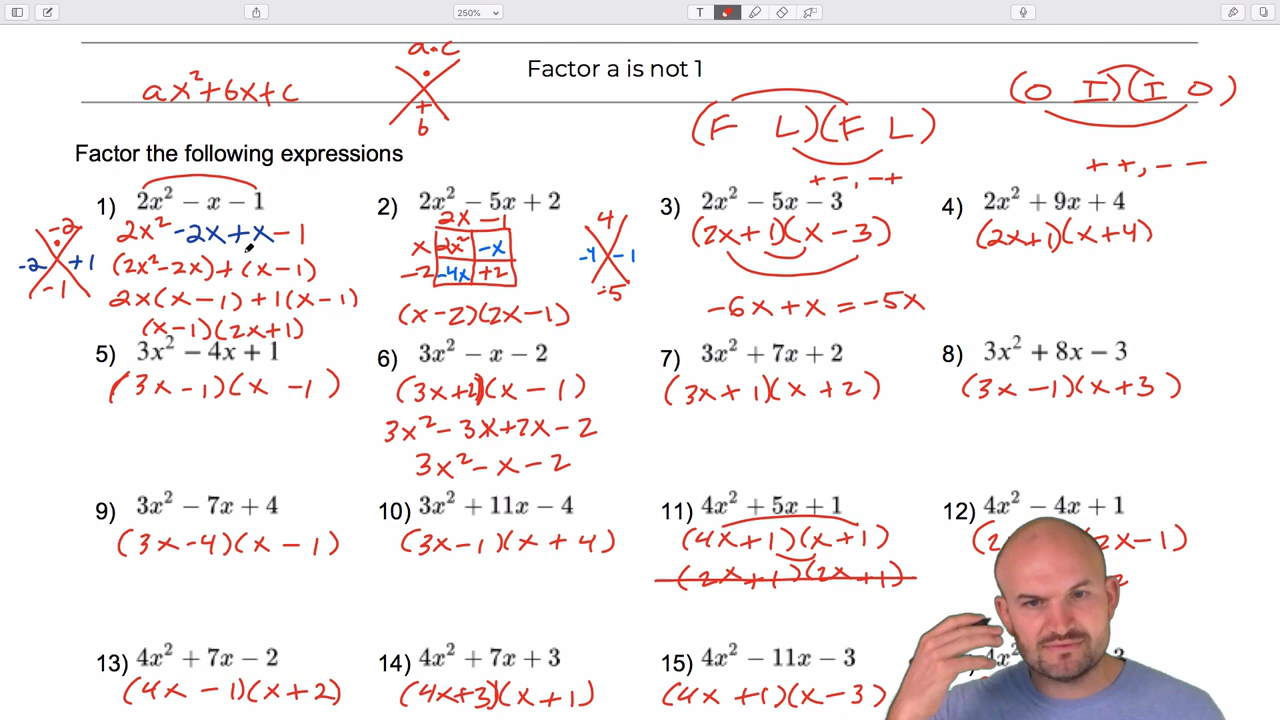 250%
T
Factor a is not 1
ax²+bx+c
a·c
+
b
(F L)(F L)
+ -, - +
(O I)(I O)
+ +, - -
Factor the following expressions
1) 2x² − x − 1
2x² -2x+x-1
-2
-2 +1
-1
(2x²-2x)+(x-1)
2x(x-1)+1(x-1)
(x-1)(2x+1)
2) 2x² − 5x + 2
2x -1
x 2x² -x
-2 -4x +2
4
-4 -1
-5
(x-2)(2x-1)
3) 2x² − 5x − 3
(2x+1)(x-3)
-6x+x=-5x
4) 2x² + 9x + 4
(2x+1)(x+4)
5) 3x² − 4x + 1
(3x-1)(x-1)
6) 3x² − x − 2
(3x+2)(x-1)
3x²-3x+2x-2
3x²-x-2
7) 3x² + 7x + 2
(3x+1)(x+2)
8) 3x² + 8x − 3
(3x-1)(x+3)
9) 3x² − 7x + 4
(3x-4)(x-1)
10) 3x² + 11x − 4
(3x-1)(x+4)
11) 4x² + 5x + 1
(4x+1)(x+1)
(2x+1)(2x+1)
12) 4x² − 4x + 1
(2 2x-1)
2
13) 4x² + 7x − 2
(4x-1)(x+2)
14) 4x² + 7x + 3
(4x+3)(x+1)
15) 4x² − 11x − 3
(4x+1)(x-3)
4x²